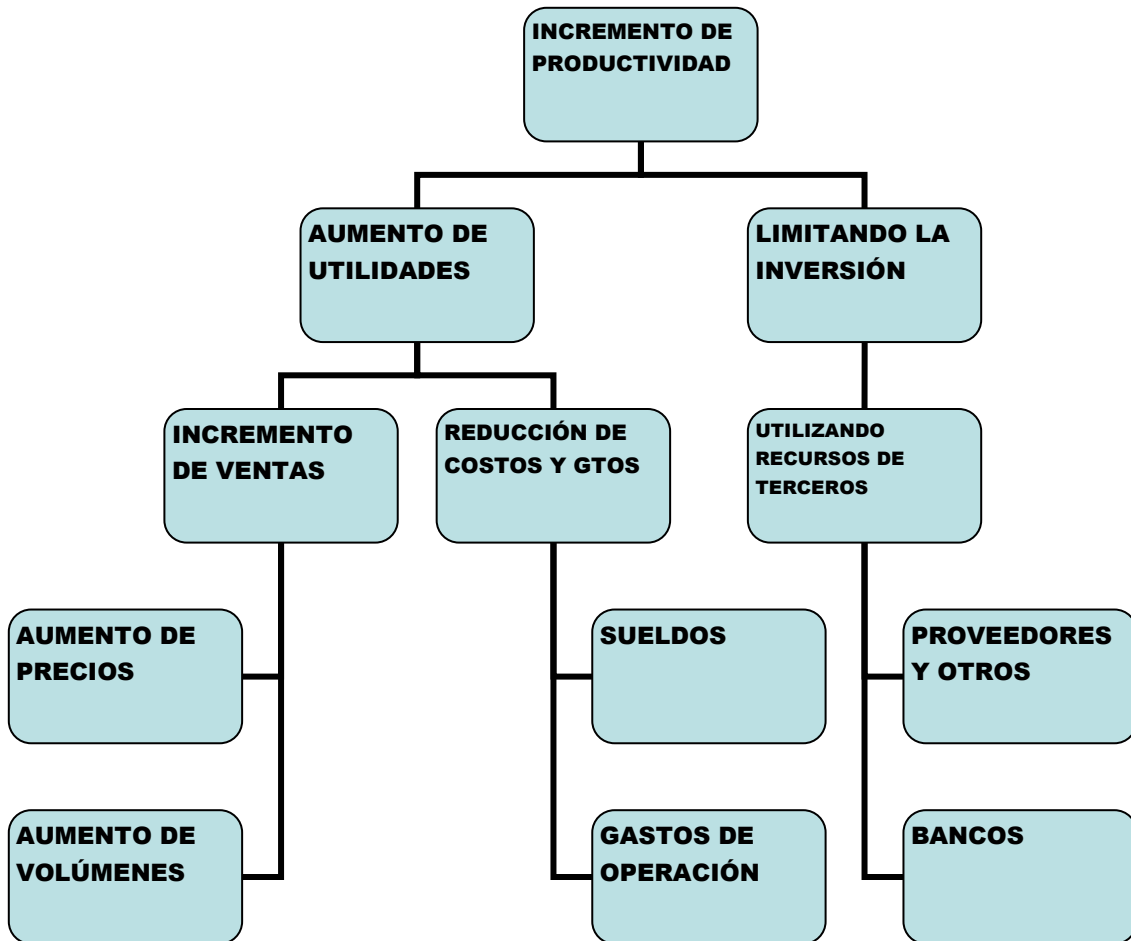 INCREMENTO DE
PRODUCTIVIDAD
AUMENTO DE
UTILIDADES
LIMITANDO LA
INVERSIÓN
INCREMENTO
DE VENTAS
REDUCCIÓN DE
COSTOS Y GTOS
UTILIZANDO
RECURSOS DE
TERCEROS
AUMENTO DE
PRECIOS
SUELDOS
PROVEEDORES
Y OTROS
AUMENTO DE
VOLÚMENES
GASTOS DE
OPERACIÓN
BANCOS